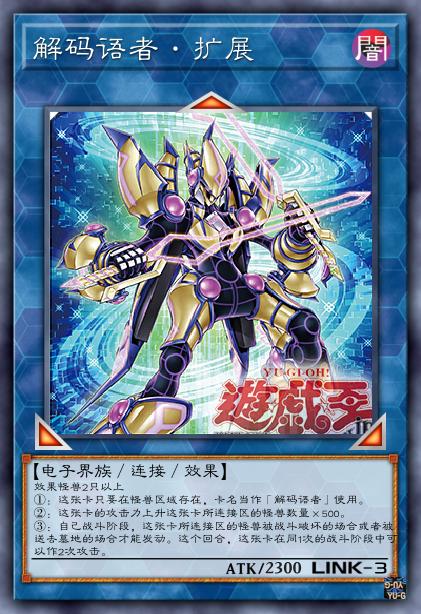 解码语者·扩展
闇
YU-GI-OH!
遊戯王
【电子界族／连接／效果】
效果怪兽2只以上
①：这张卡只要在怪兽区域存在，卡名当作「解码语者」使用。
②：这张卡的攻击力上升这张卡所连接区的怪兽数量×500。
③：自己战斗阶段，这张卡所连接区的怪兽被战斗破坏的场合或者被
送去墓地的场合才能发动。这个回合，这张卡在同1次的战斗阶段中可
以作2次攻击。
ATK/2300 LINK-3